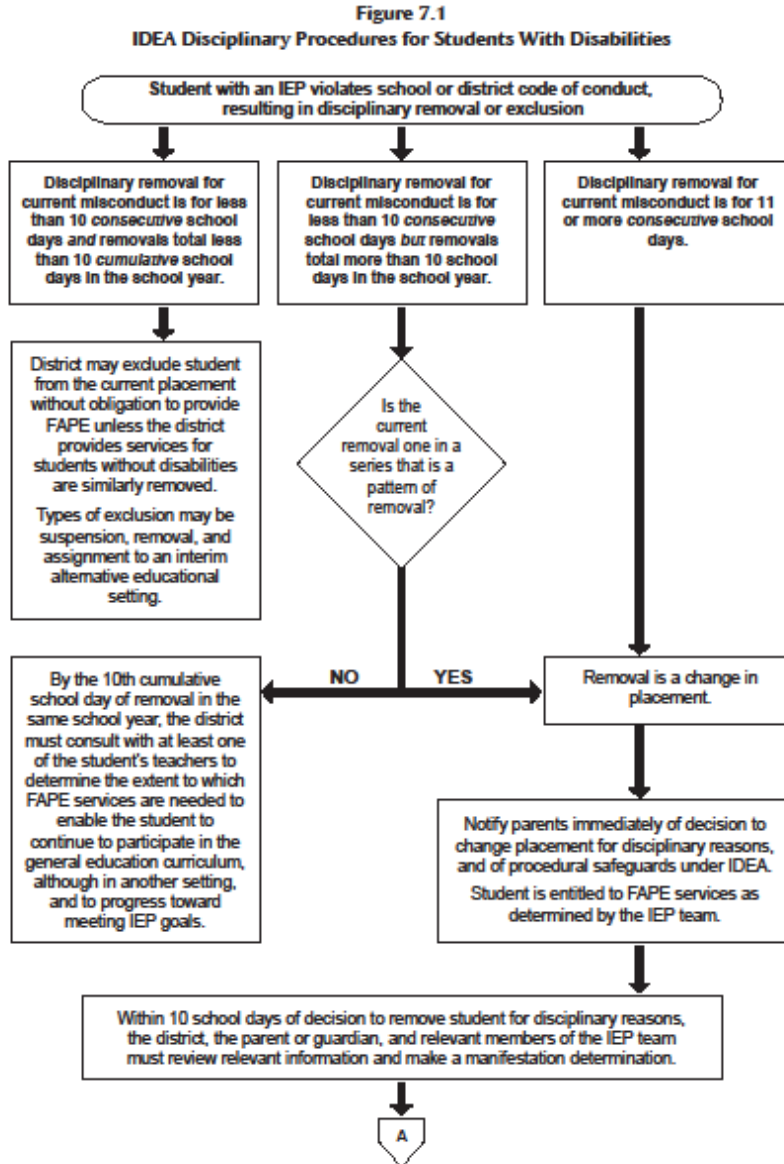 Figure 7.1
IDEA Disciplinary Procedures for Students With Disabilities
Student with an IEP violates school or district code of conduct,
resulting in disciplinary removal or exclusion
Disciplinary removal for
current misconduct is for less
than 10 consecutive school
days and removals total less
than 10 cumulative school
days in the school year.
Disciplinary removal for
current misconduct is for
less than 10 consecutive
school days but removals
total more than 10 school
days in the school year.
Disciplinary removal for
current misconduct is for 11
or more consecutive school
days.
District may exclude student
from the current placement
without obligation to provide
FAPE unless the district
provides services for
students without disabilities
are similarly removed.
Types of exclusion may be
suspension, removal, and
assignment to an interim
alternative educational
setting.
Is the
current
removal one in a
series that is a
pattern of
removal?
NO
YES
By the 10th cumulative
school day of removal in the
same school year, the district
must consult with at least one
of the student's teachers to
determine the extent to which
FAPE services are needed to
enable the student to
continue to participate in the
general education curriculum,
although in another setting,
and to progress toward
meeting IEP goals.
Removal is a change in
placement.
Notify parents immediately of decision to
change placement for disciplinary reasons,
and of procedural safeguards under IDEA.
Student is entitled to FAPE services as
determined by the IEP team.
Within 10 school days of decision to remove student for disciplinary reasons,
the district, the parent or guardian, and relevant members of the IEP team
must review relevant information and make a manifestation determination.
A